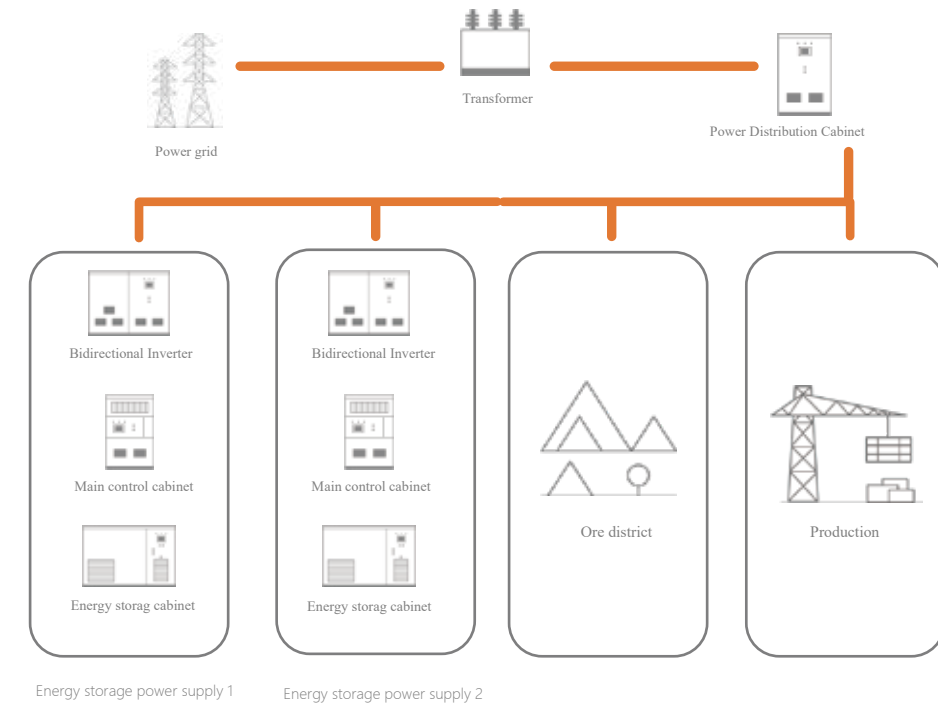 Transformer
Power Distribution Cabinet
Power grid
Bidirectional Inverter
Bidirectional Inverter
Main control cabinet
Main control cabinet
Ore district
Production
Energy storag cabinet
Energy storag cabinet
Energy storage power supply 1
Energy storage power supply 2